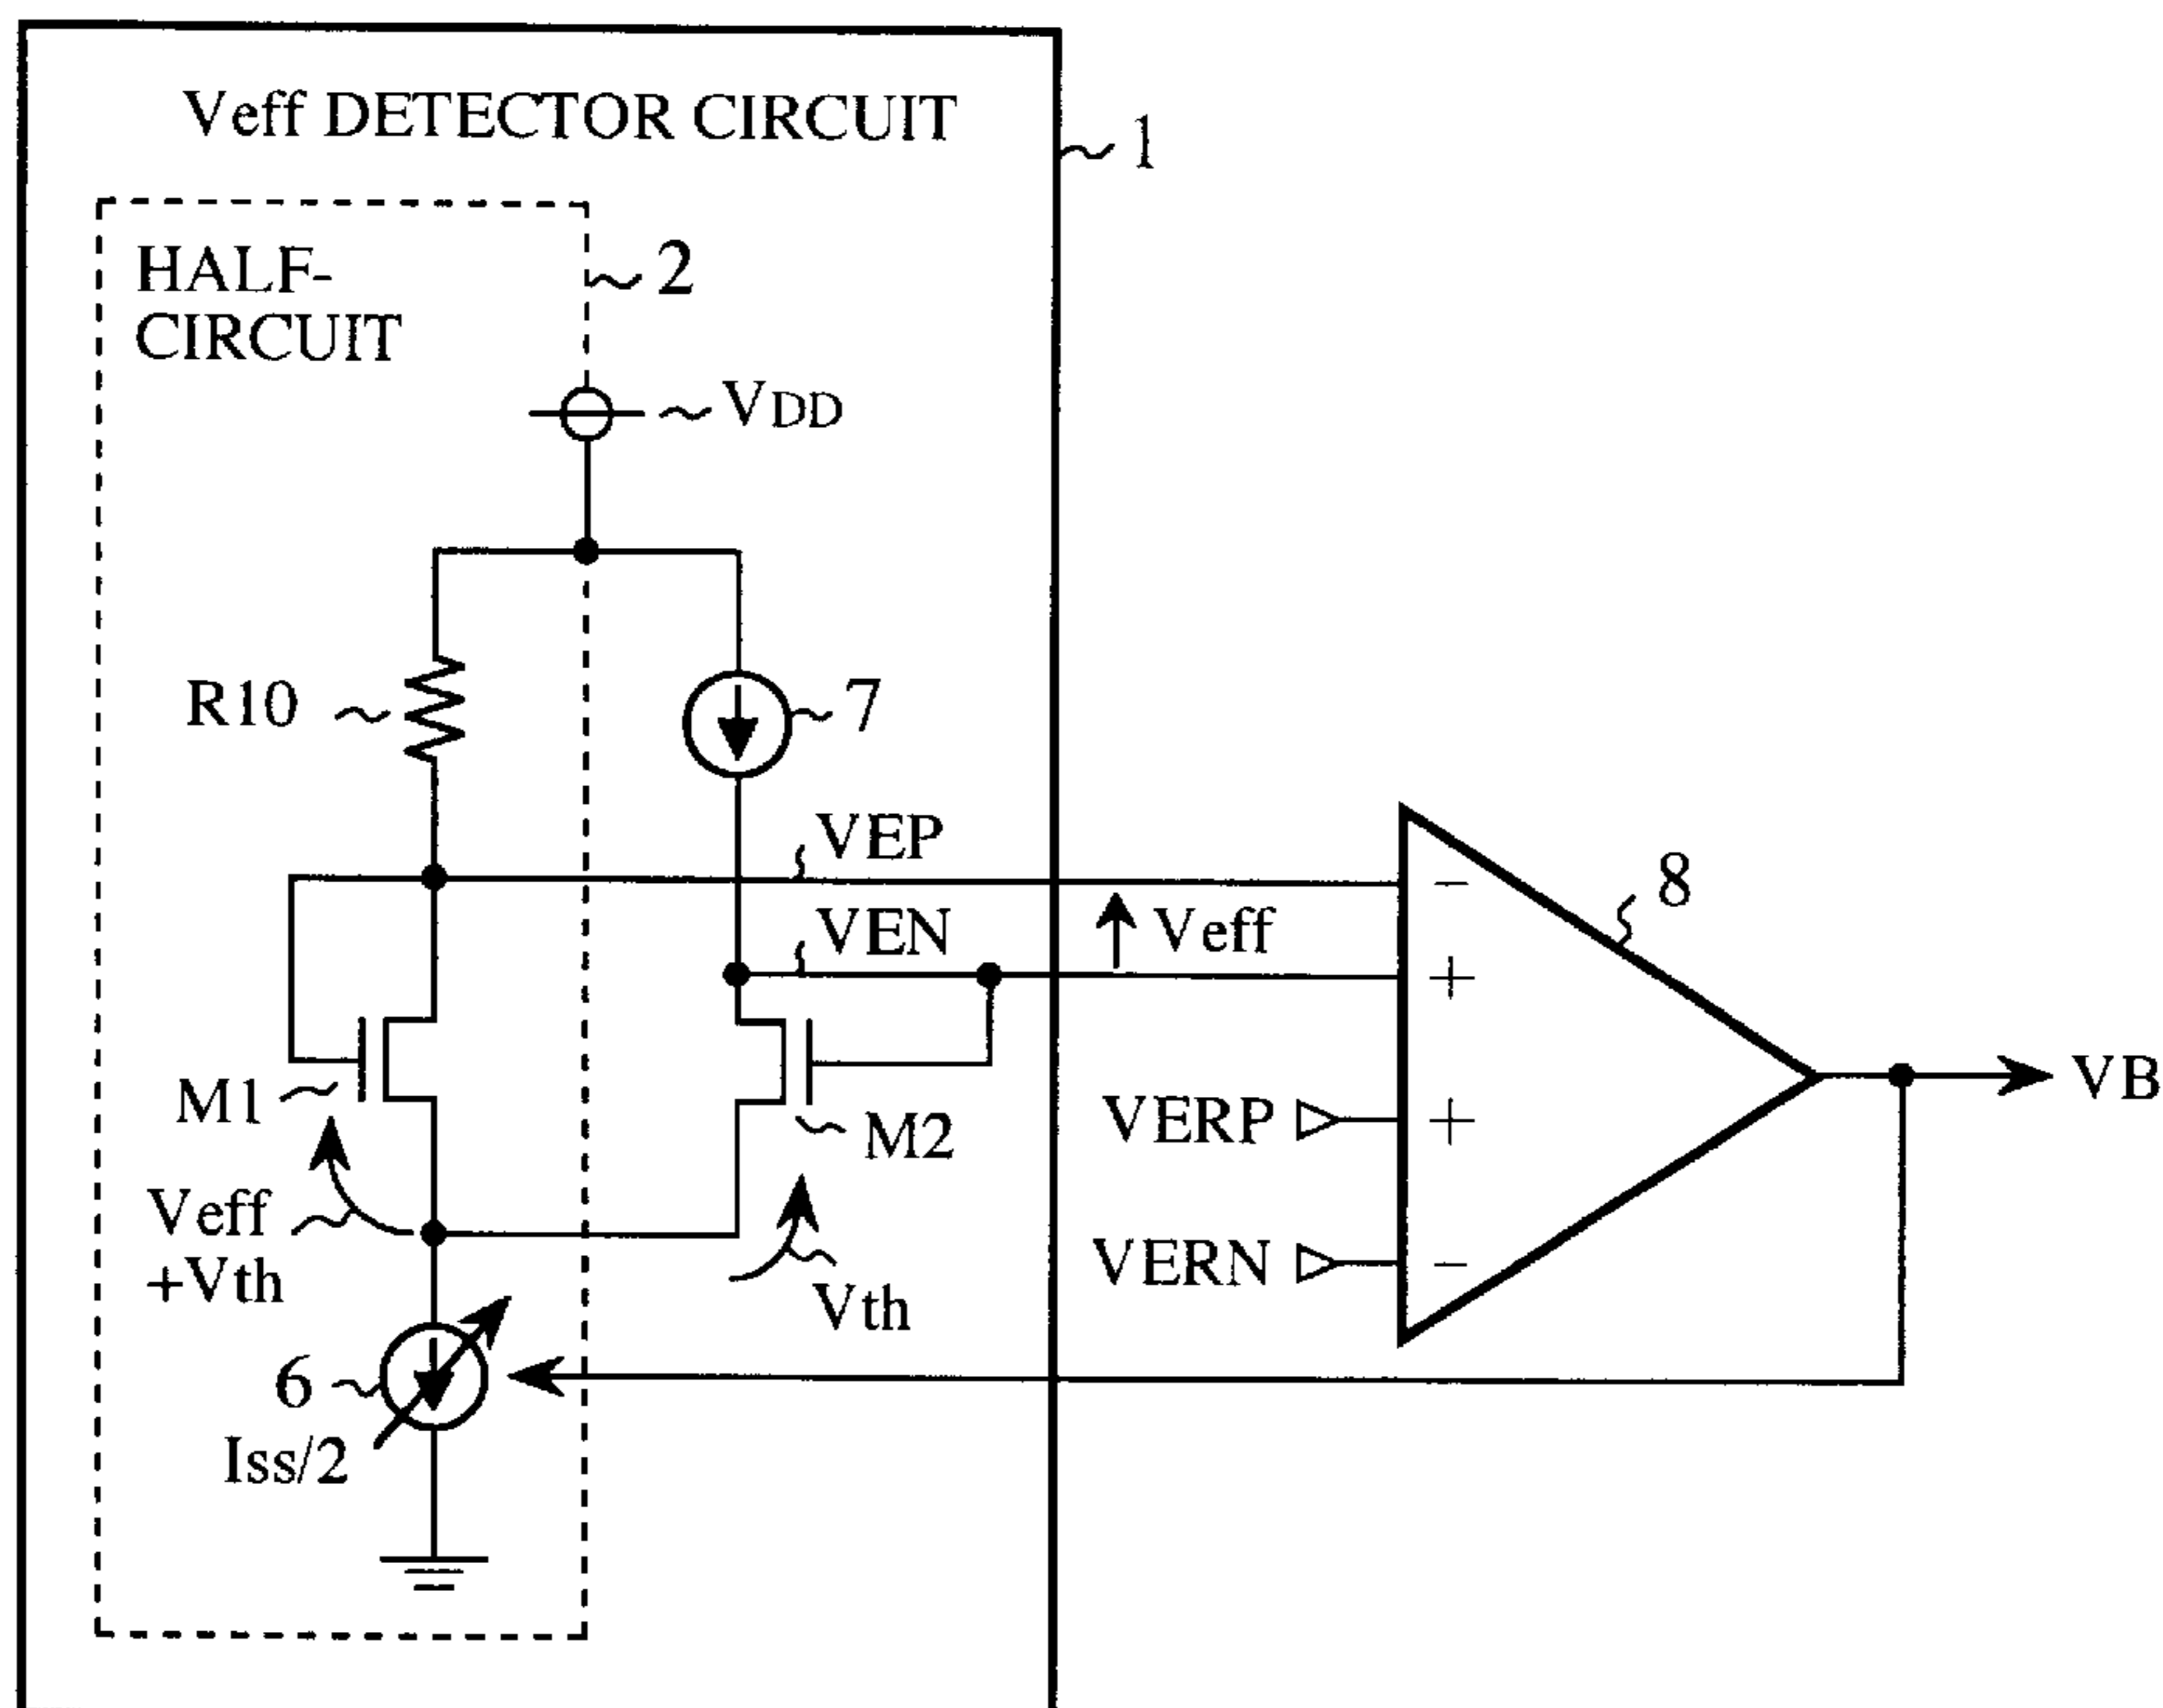 Veff DETECTOR CIRCUIT
1
HALF-
CIRCUIT
2
VDD
R10
7
VEP
8
VEN
Veff
M1
VB
VERP
M2
Veff
+Vth
VERN
Vth
6
Iss/2